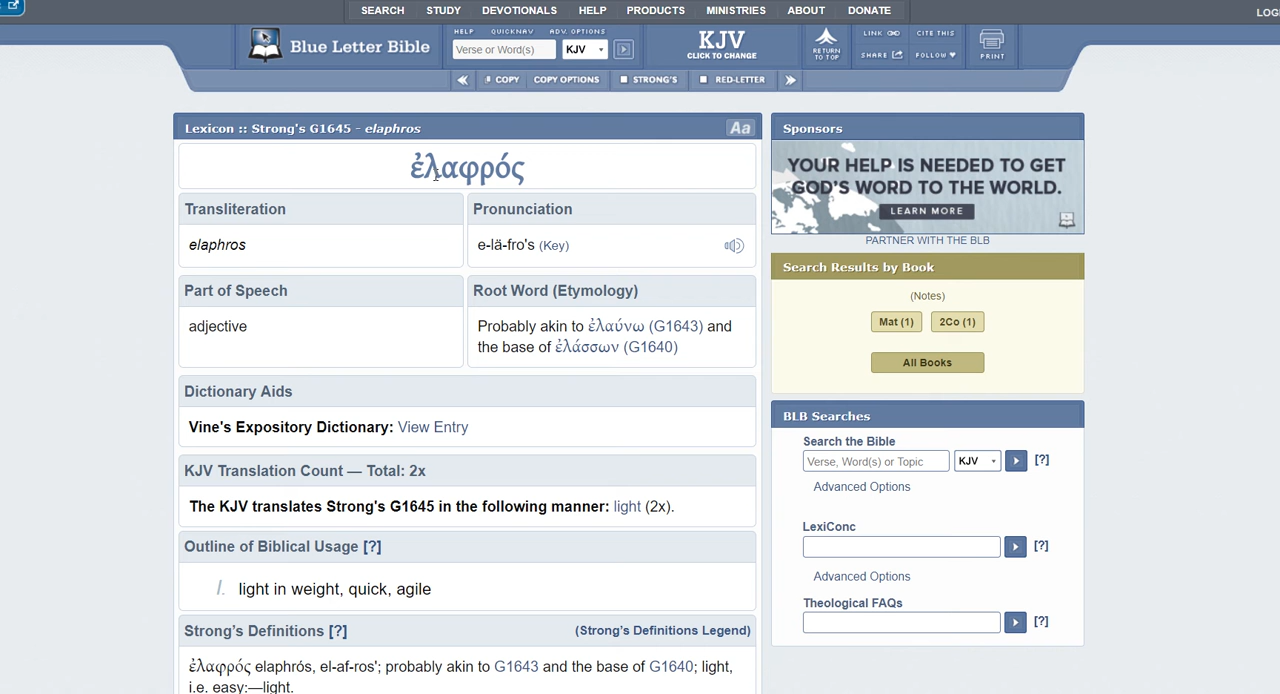 SEARCH STUDY DEVOTIONALS HELP PRODUCTS MINISTRIES ABOUT DONATE
Blue Letter Bible
HELP QUICKNAV ADV. OPTIONS
Verse or Word(s) KJV
KJV
CLICK TO CHANGE
RETURN
TO TOP
LINK CITE THIS
SHARE FOLLOW
PRINT
COPY COPY OPTIONS STRONG'S RED-LETTER
Lexicon :: Strong's G1645 - elaphros Aa
ἐλαφρός
Transliteration
elaphros
Pronunciation
e-lä-fro's (Key)
Part of Speech
adjective
Root Word (Etymology)
Probably akin to ἐλαύνω (G1643) and
the base of ἐλάσσων (G1640)
Dictionary Aids
Vine's Expository Dictionary: View Entry
KJV Translation Count — Total: 2x
The KJV translates Strong's G1645 in the following manner: light (2x).
Outline of Biblical Usage [?]
I. light in weight, quick, agile
Strong's Definitions [?] (Strong's Definitions Legend)
ἐλαφρός elaphrós, el-af-ros'; probably akin to G1643 and the base of G1640; light,
i.e. easy:—light.
Sponsors
YOUR HELP IS NEEDED TO GET
GOD'S WORD TO THE WORLD.
LEARN MORE
PARTNER WITH THE BLB
Search Results by Book
(Notes)
Mat (1) 2Co (1)
All Books
BLB Searches
Search the Bible
Verse, Word(s) or Topic KJV [?]
Advanced Options
LexiConc
[?]
Advanced Options
Theological FAQs
[?]